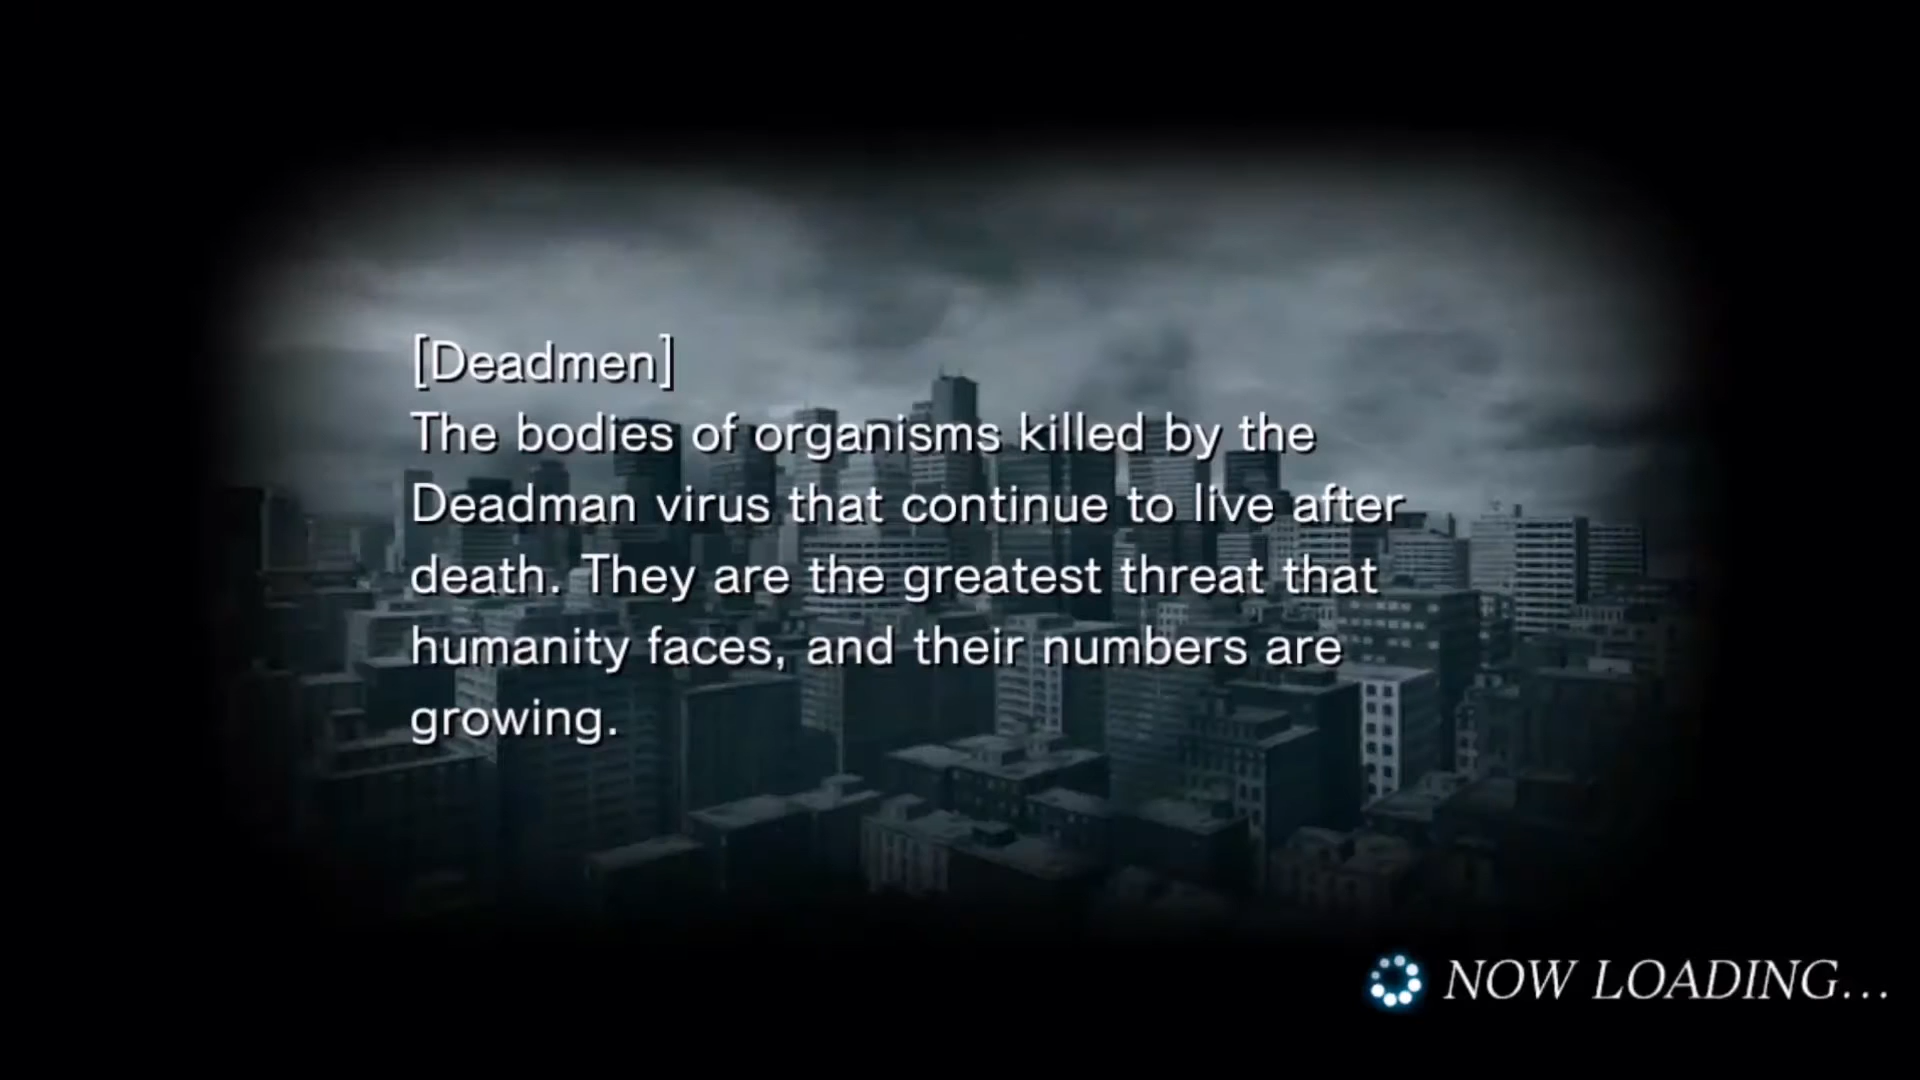 [Deadmen]
The bodies of organisms killed by the
Deadman virus that continue to live after
death. They are the greatest threat that
humanity faces, and their numbers are
growing.
NOW LOADING...